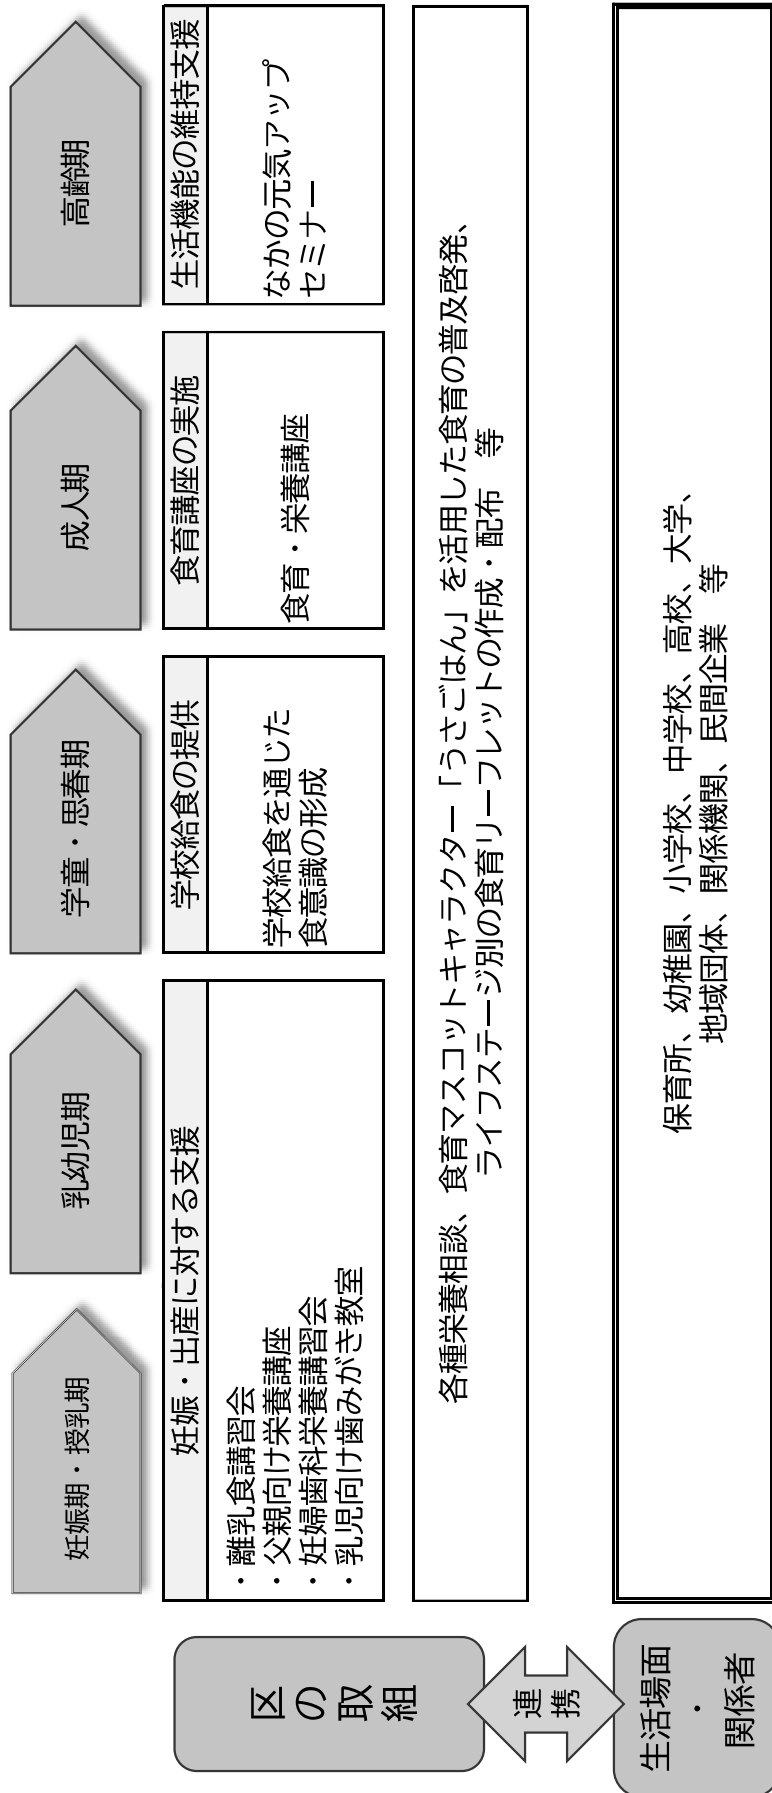 妊娠期・授乳期
乳幼児期
学童・思春期
成人期
高齢期
区の取組
妊娠・出産に対する支援
・離乳食講習会
・父親向け栄養講座
・妊婦歯科栄養講習会
・乳児向け歯みがき教室
学校給食の提供
学校給食を通じた
食意識の形成
食育講座の実施
食育・栄養講座
生活機能の維持支援
なかの元気アップ
セミナー
各種栄養相談、食育マスコットキャラクター「うさごはん」を活用した食育の普及啓発、
ライフステージ別の食育リーフレットの作成・配布　等
連
携
生活場面
・
関係者
保育所、幼稚園、小学校、中学校、高校、大学、
地域団体、関係機関、民間企業　等